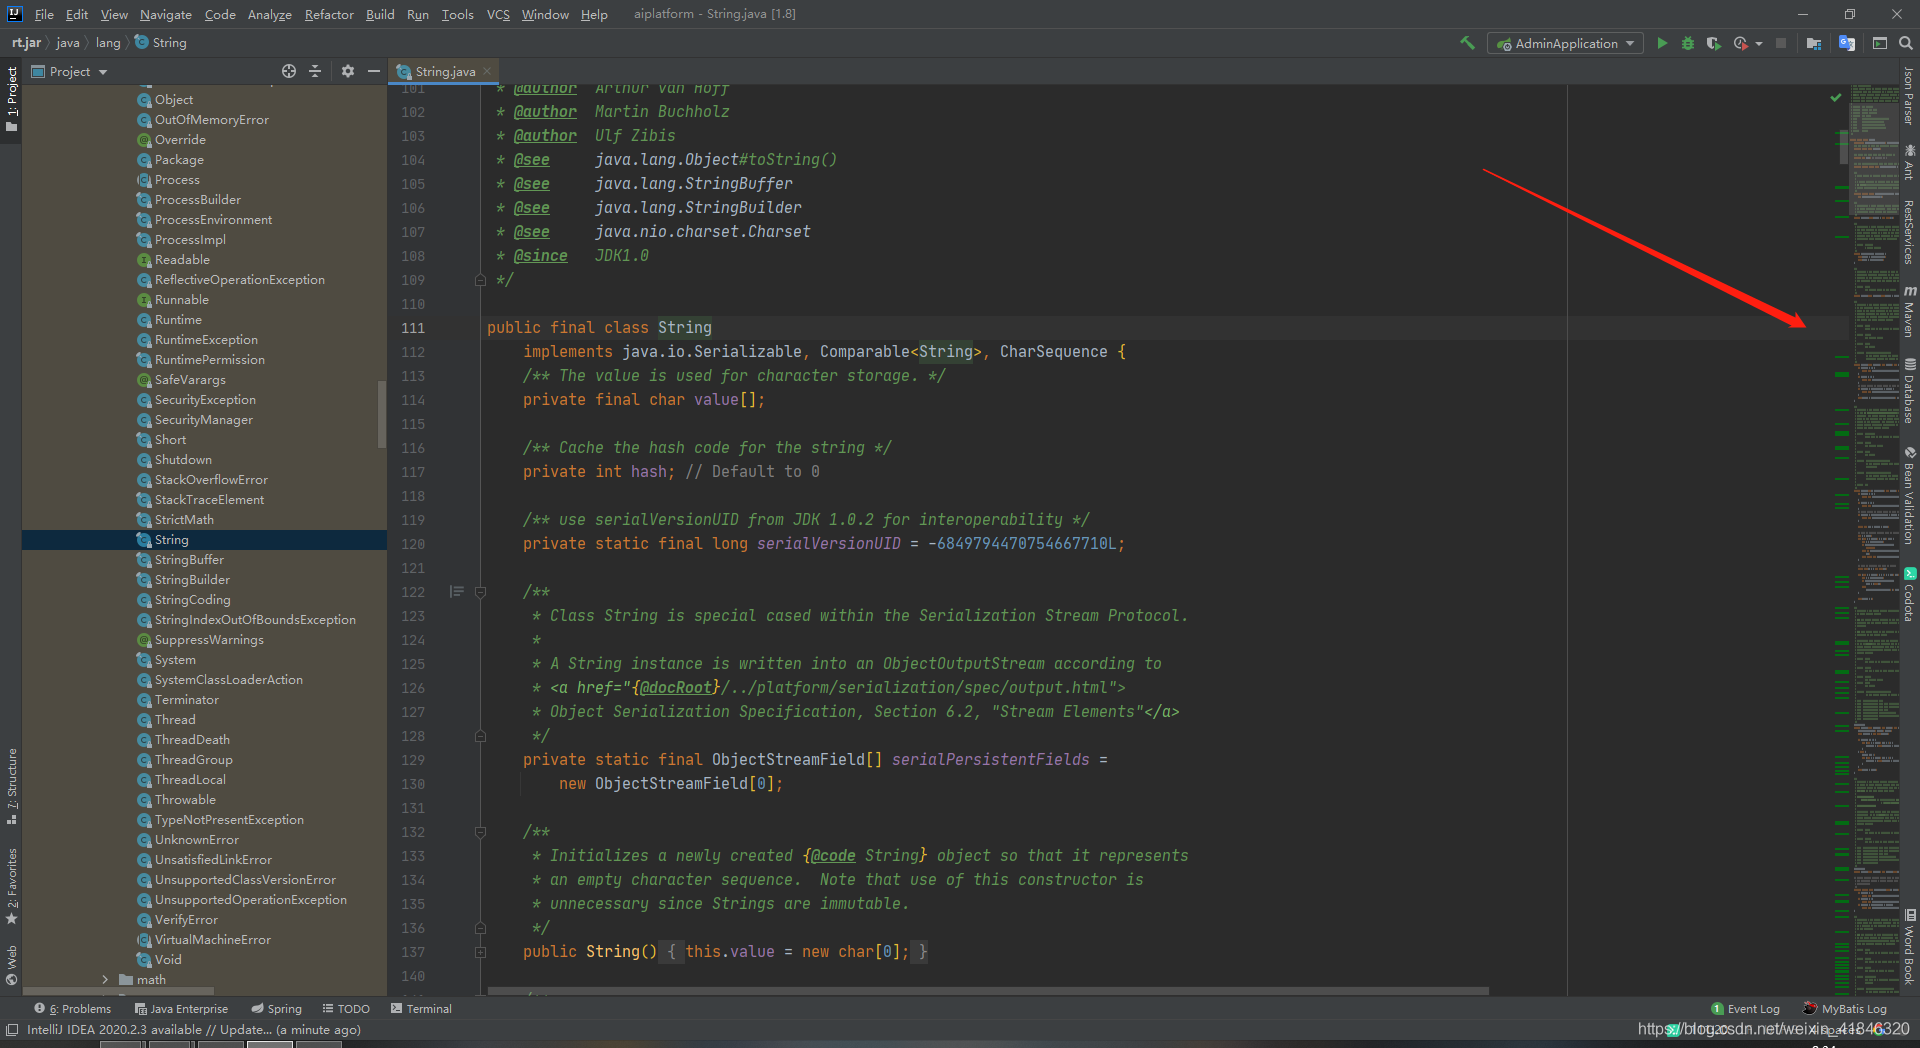 File Edit View Navigate Code Analyze Refactor Build Run Tools VCS Window Help aiplatform - String.java [1.8]
rt.jar java lang String
AdminApplication
Project
String.java
1: Project
7: Structure
2: Favorites
Web
Object
OutOfMemoryError
Override
Package
Process
ProcessBuilder
ProcessEnvironment
ProcessImpl
Readable
ReflectiveOperationException
Runnable
Runtime
RuntimeException
RuntimePermission
SafeVarargs
SecurityException
SecurityManager
Short
Shutdown
StackOverflowError
StackTraceElement
StrictMath
String
StringBuffer
StringBuilder
StringCoding
StringIndexOutOfBoundsException
SuppressWarnings
System
SystemClassLoaderAction
Terminator
Thread
ThreadDeath
ThreadGroup
ThreadLocal
Throwable
TypeNotPresentException
UnknownError
UnsatisfiedLinkError
UnsupportedClassVersionError
UnsupportedOperationException
VerifyError
VirtualMachineError
Void
math
101 * @author Arthur van Hoff
102 * @author Martin Buchholz
103 * @author Ulf Zibis
104 * @see java.lang.Object#toString()
105 * @see java.lang.StringBuffer
106 * @see java.lang.StringBuilder
107 * @see java.nio.charset.Charset
108 * @since JDK1.0
109 */
110
111 public final class String
112 implements java.io.Serializable, Comparable<String>, CharSequence {
113 /** The value is used for character storage. */
114 private final char value[];
115
116 /** Cache the hash code for the string */
117 private int hash; // Default to 0
118
119 /** use serialVersionUID from JDK 1.0.2 for interoperability */
120 private static final long serialVersionUID = -6849794470754667710L;
121
122 /**
123 * Class String is special cased within the Serialization Stream Protocol.
124 *
125 * A String instance is written into an ObjectOutputStream according to
126 * <a href="{@docRoot}/../platform/serialization/spec/output.html">
127 * Object Serialization Specification, Section 6.2, "Stream Elements"</a>
128 */
129 private static final ObjectStreamField[] serialPersistentFields =
130 new ObjectStreamField[0];
131
132 /**
133 * Initializes a newly created {@code String} object so that it represents
134 * an empty character sequence.  Note that use of this constructor is
135 * unnecessary since Strings are immutable.
136 */
137 public String() { this.value = new char[0]; }
140
Json Parser
Ant
RestServices
Maven
Database
Bean Validation
Codota
Word Book
6: Problems Java Enterprise Spring TODO Terminal
1 Event Log MyBatis Log
IntelliJ IDEA 2020.2.3 available // Update... (a minute ago)
https://blog.csdn.net/weixin_41846320